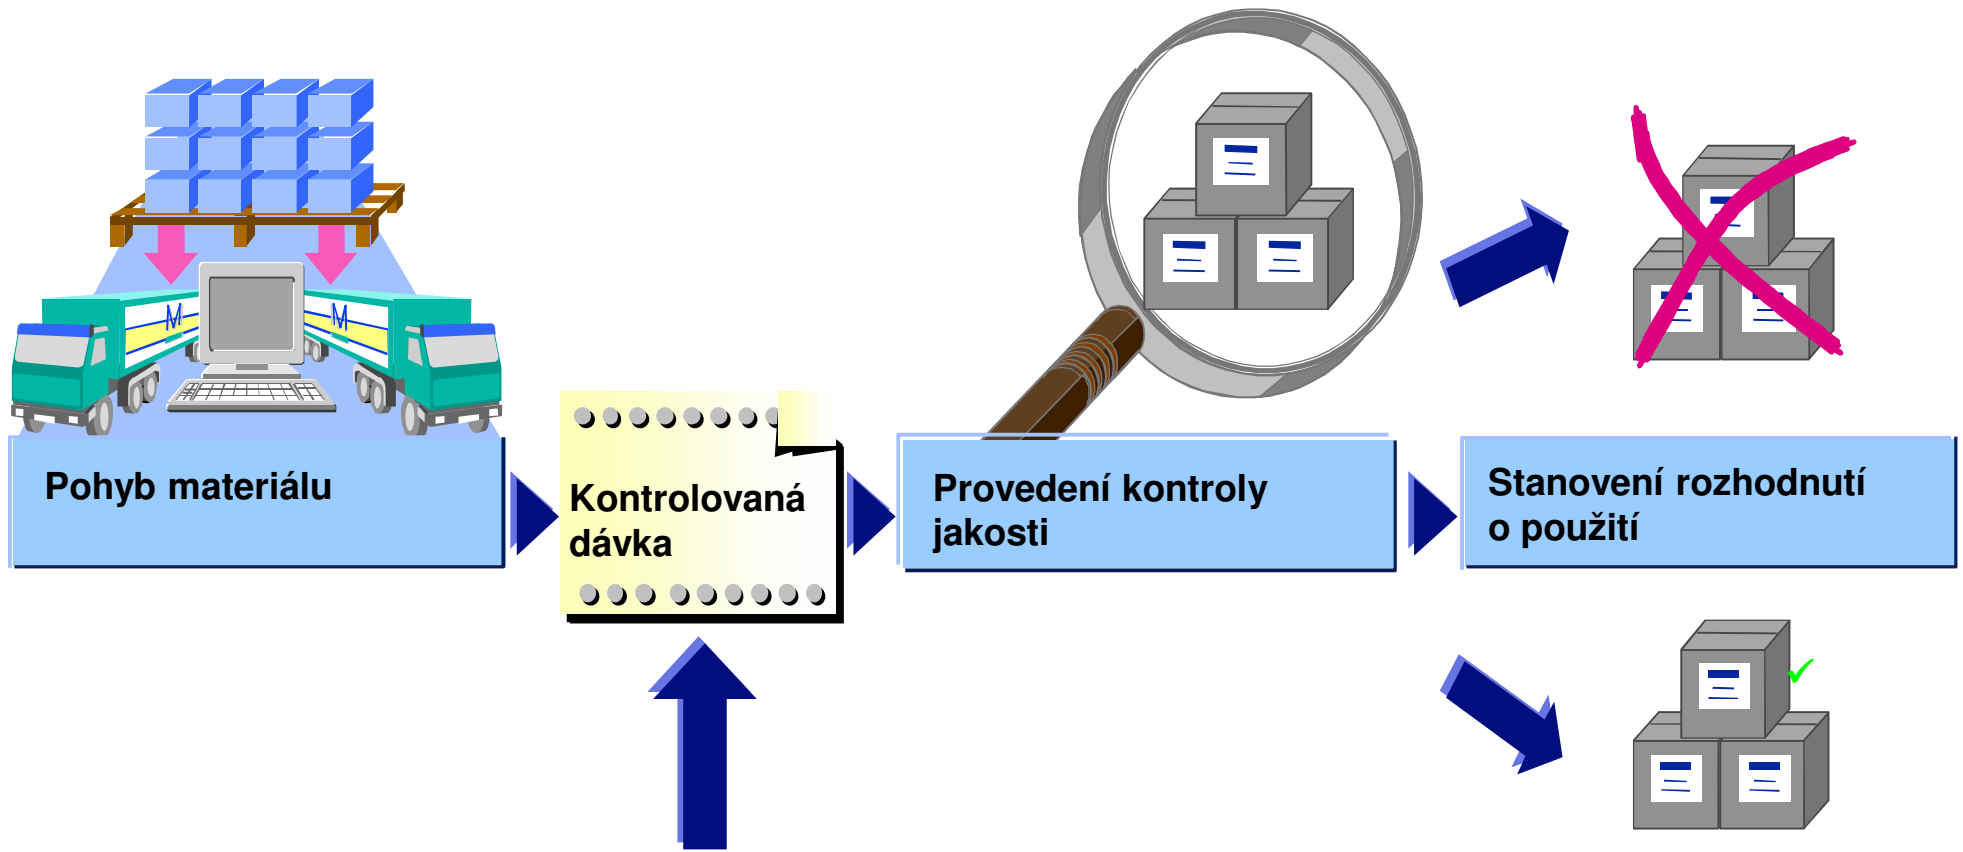 M
M
Pohyb materiálu
Kontrolovaná
dávka
Provedení kontroly
jakosti
Stanovení rozhodnutí
o použití